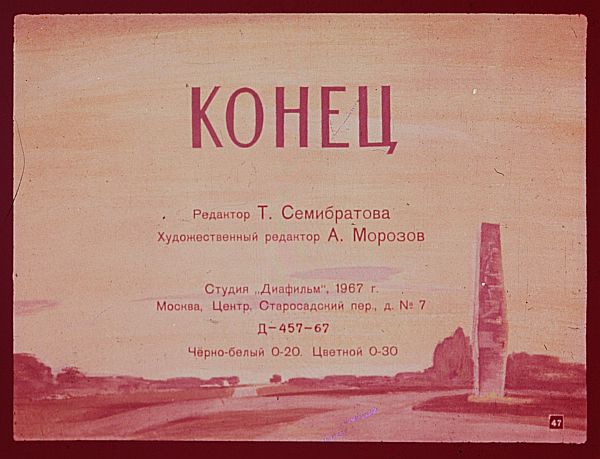 КОНЕЦ
Редактор Т. Семибратова
Художественный редактор А. Морозов
Студия „Диафильм", 1967 г.
Москва, Центр, Старосадский пер., д. № 7
Д-457-67
Чёрно-белый 0-20. Цветной 0-30
47